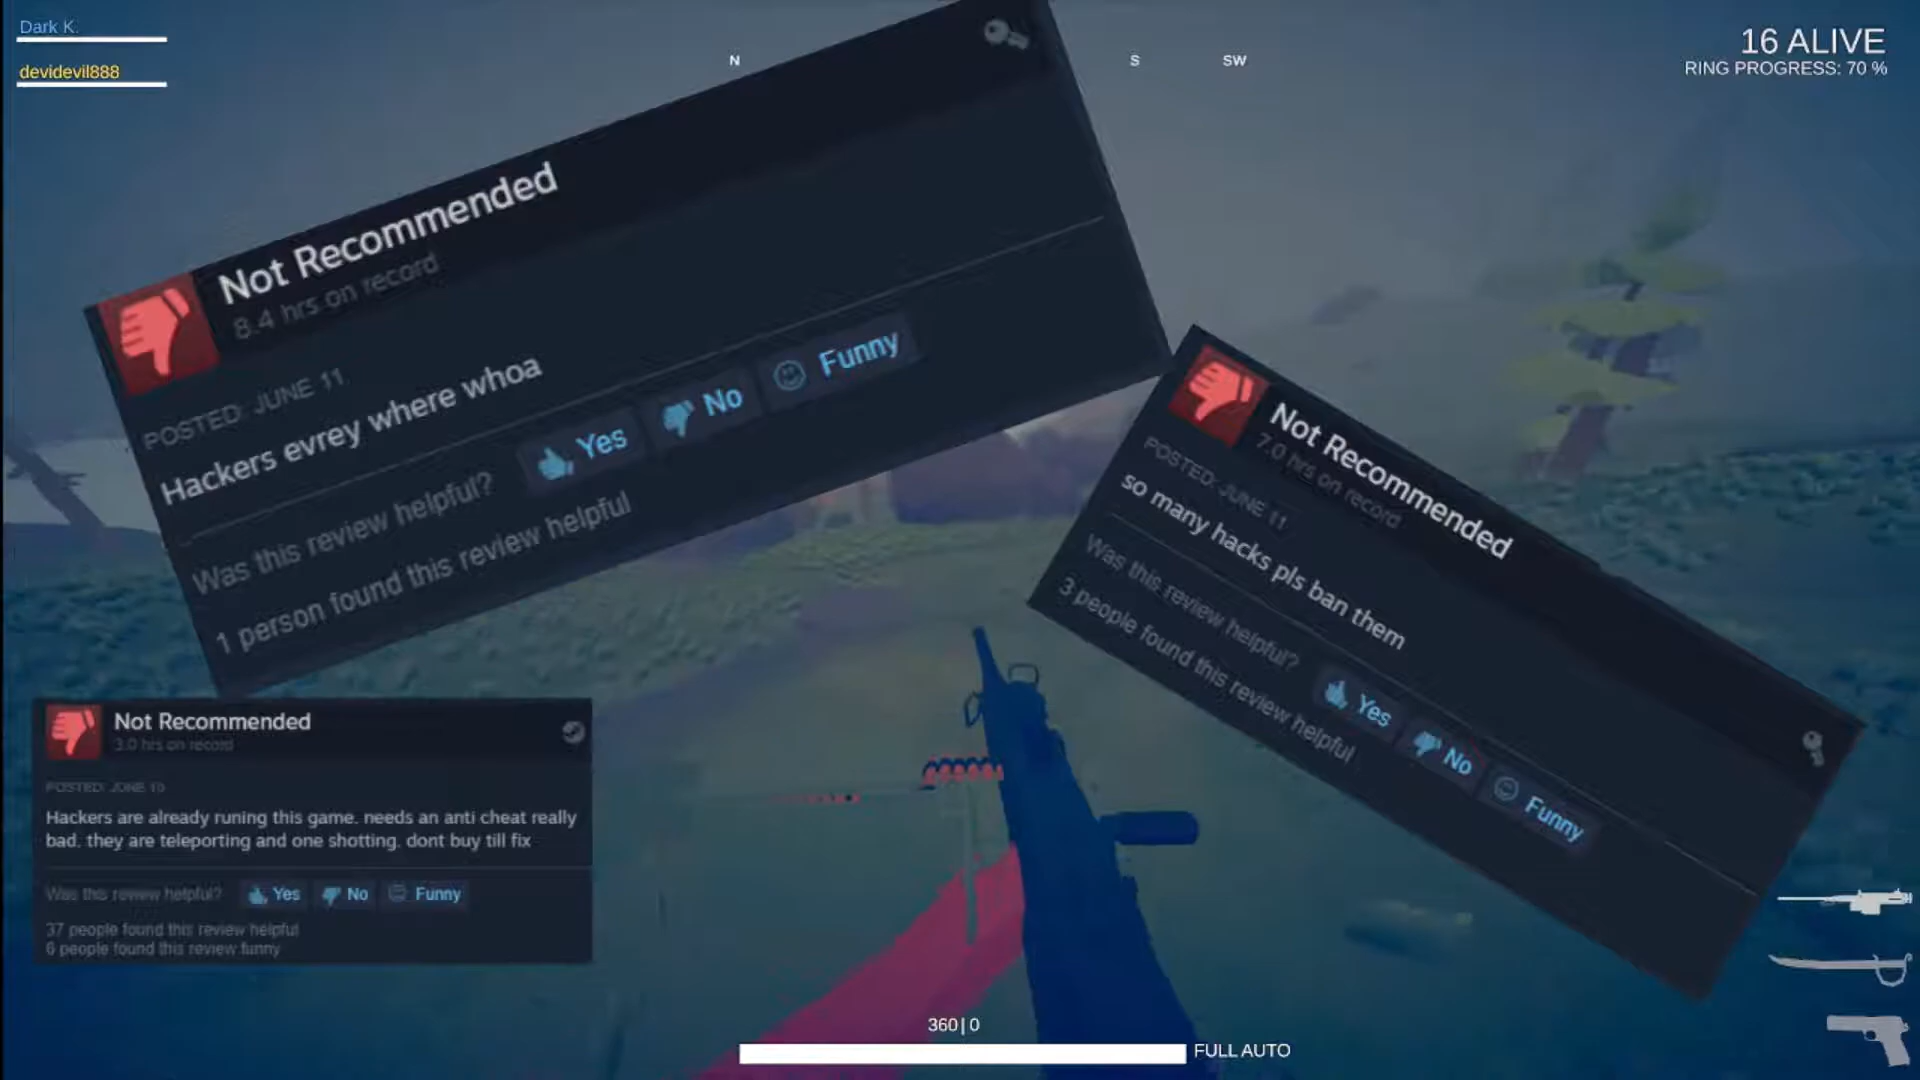 Dark K.
devidevil888
N
S
SW
16 ALIVE
RING PROGRESS: 70 %
Not Recommended
8.4 hrs on record
POSTED: JUNE 11
Hackers evrey where whoa
Was this review helpful? Yes No Funny
1 person found this review helpful
Not Recommended
7.0 hrs on record
POSTED: JUNE 11
so many hacks pls ban them
Was this review helpful? Yes No Funny
3 people found this review helpful
Not Recommended
3.0 hrs on record
POSTED: JUNE 10
Hackers are already runing this game. needs an anti cheat really
bad. they are teleporting and one shotting. dont buy till fix
Was this review helpful? Yes No Funny
37 people found this review helpful
6 people found this review funny
360|0
FULL AUTO